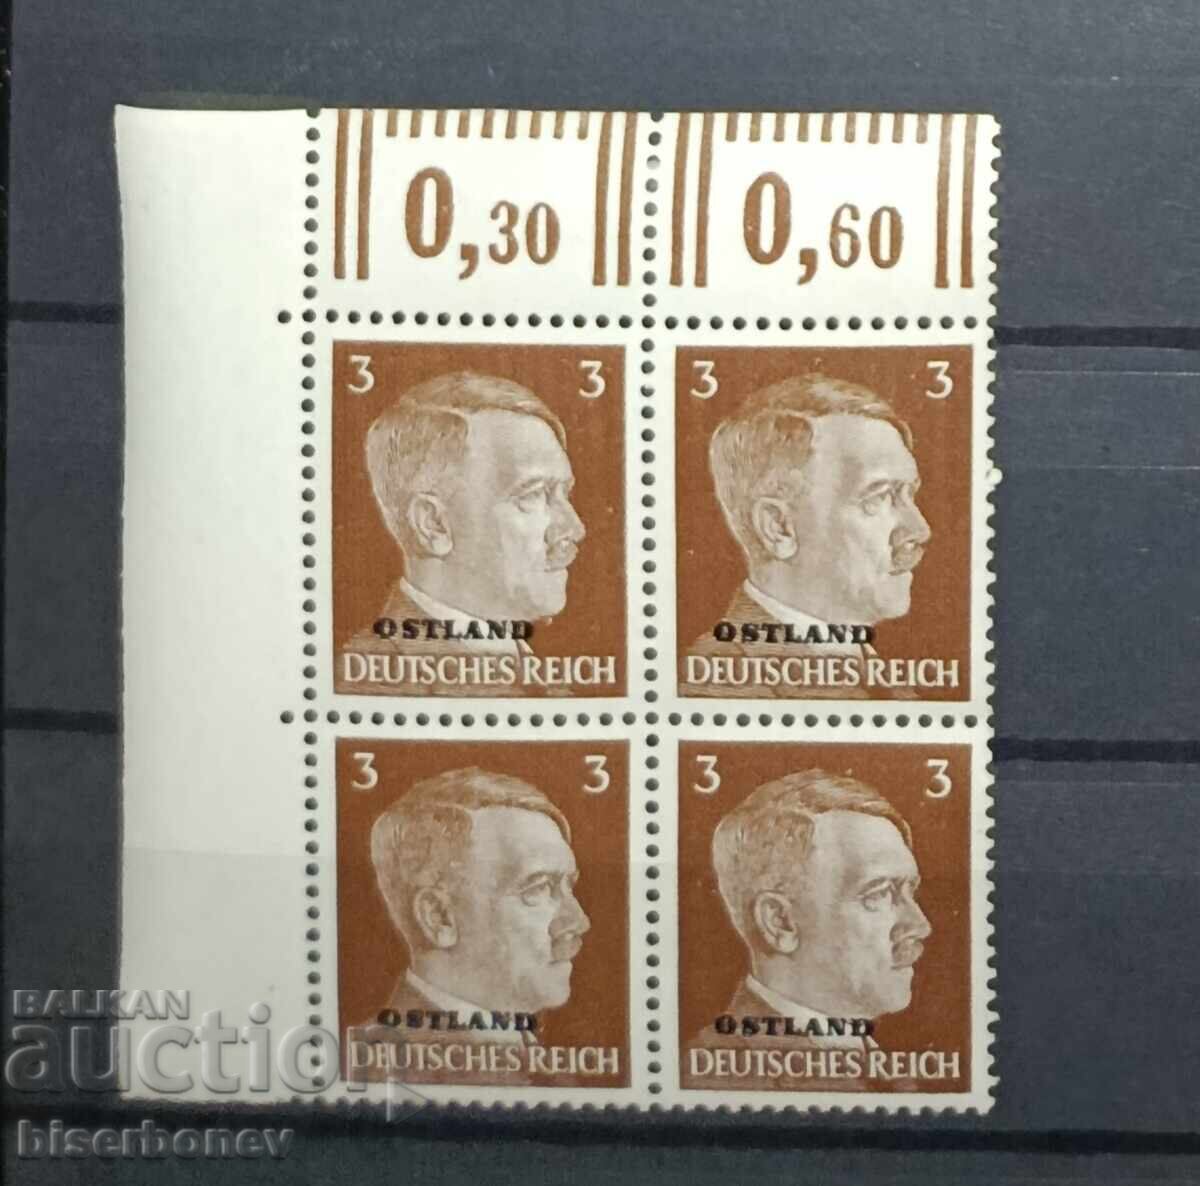 0,30 0,60
3 3 3 3
OSTLAND OSTLAND
DEUTSCHES REICH DEUTSCHES REICH
3 3 3 3
OSTLAND OSTLAND
DEUTSCHES REICH DEUTSCHES REICH
BALKAN
auction
biserbonev